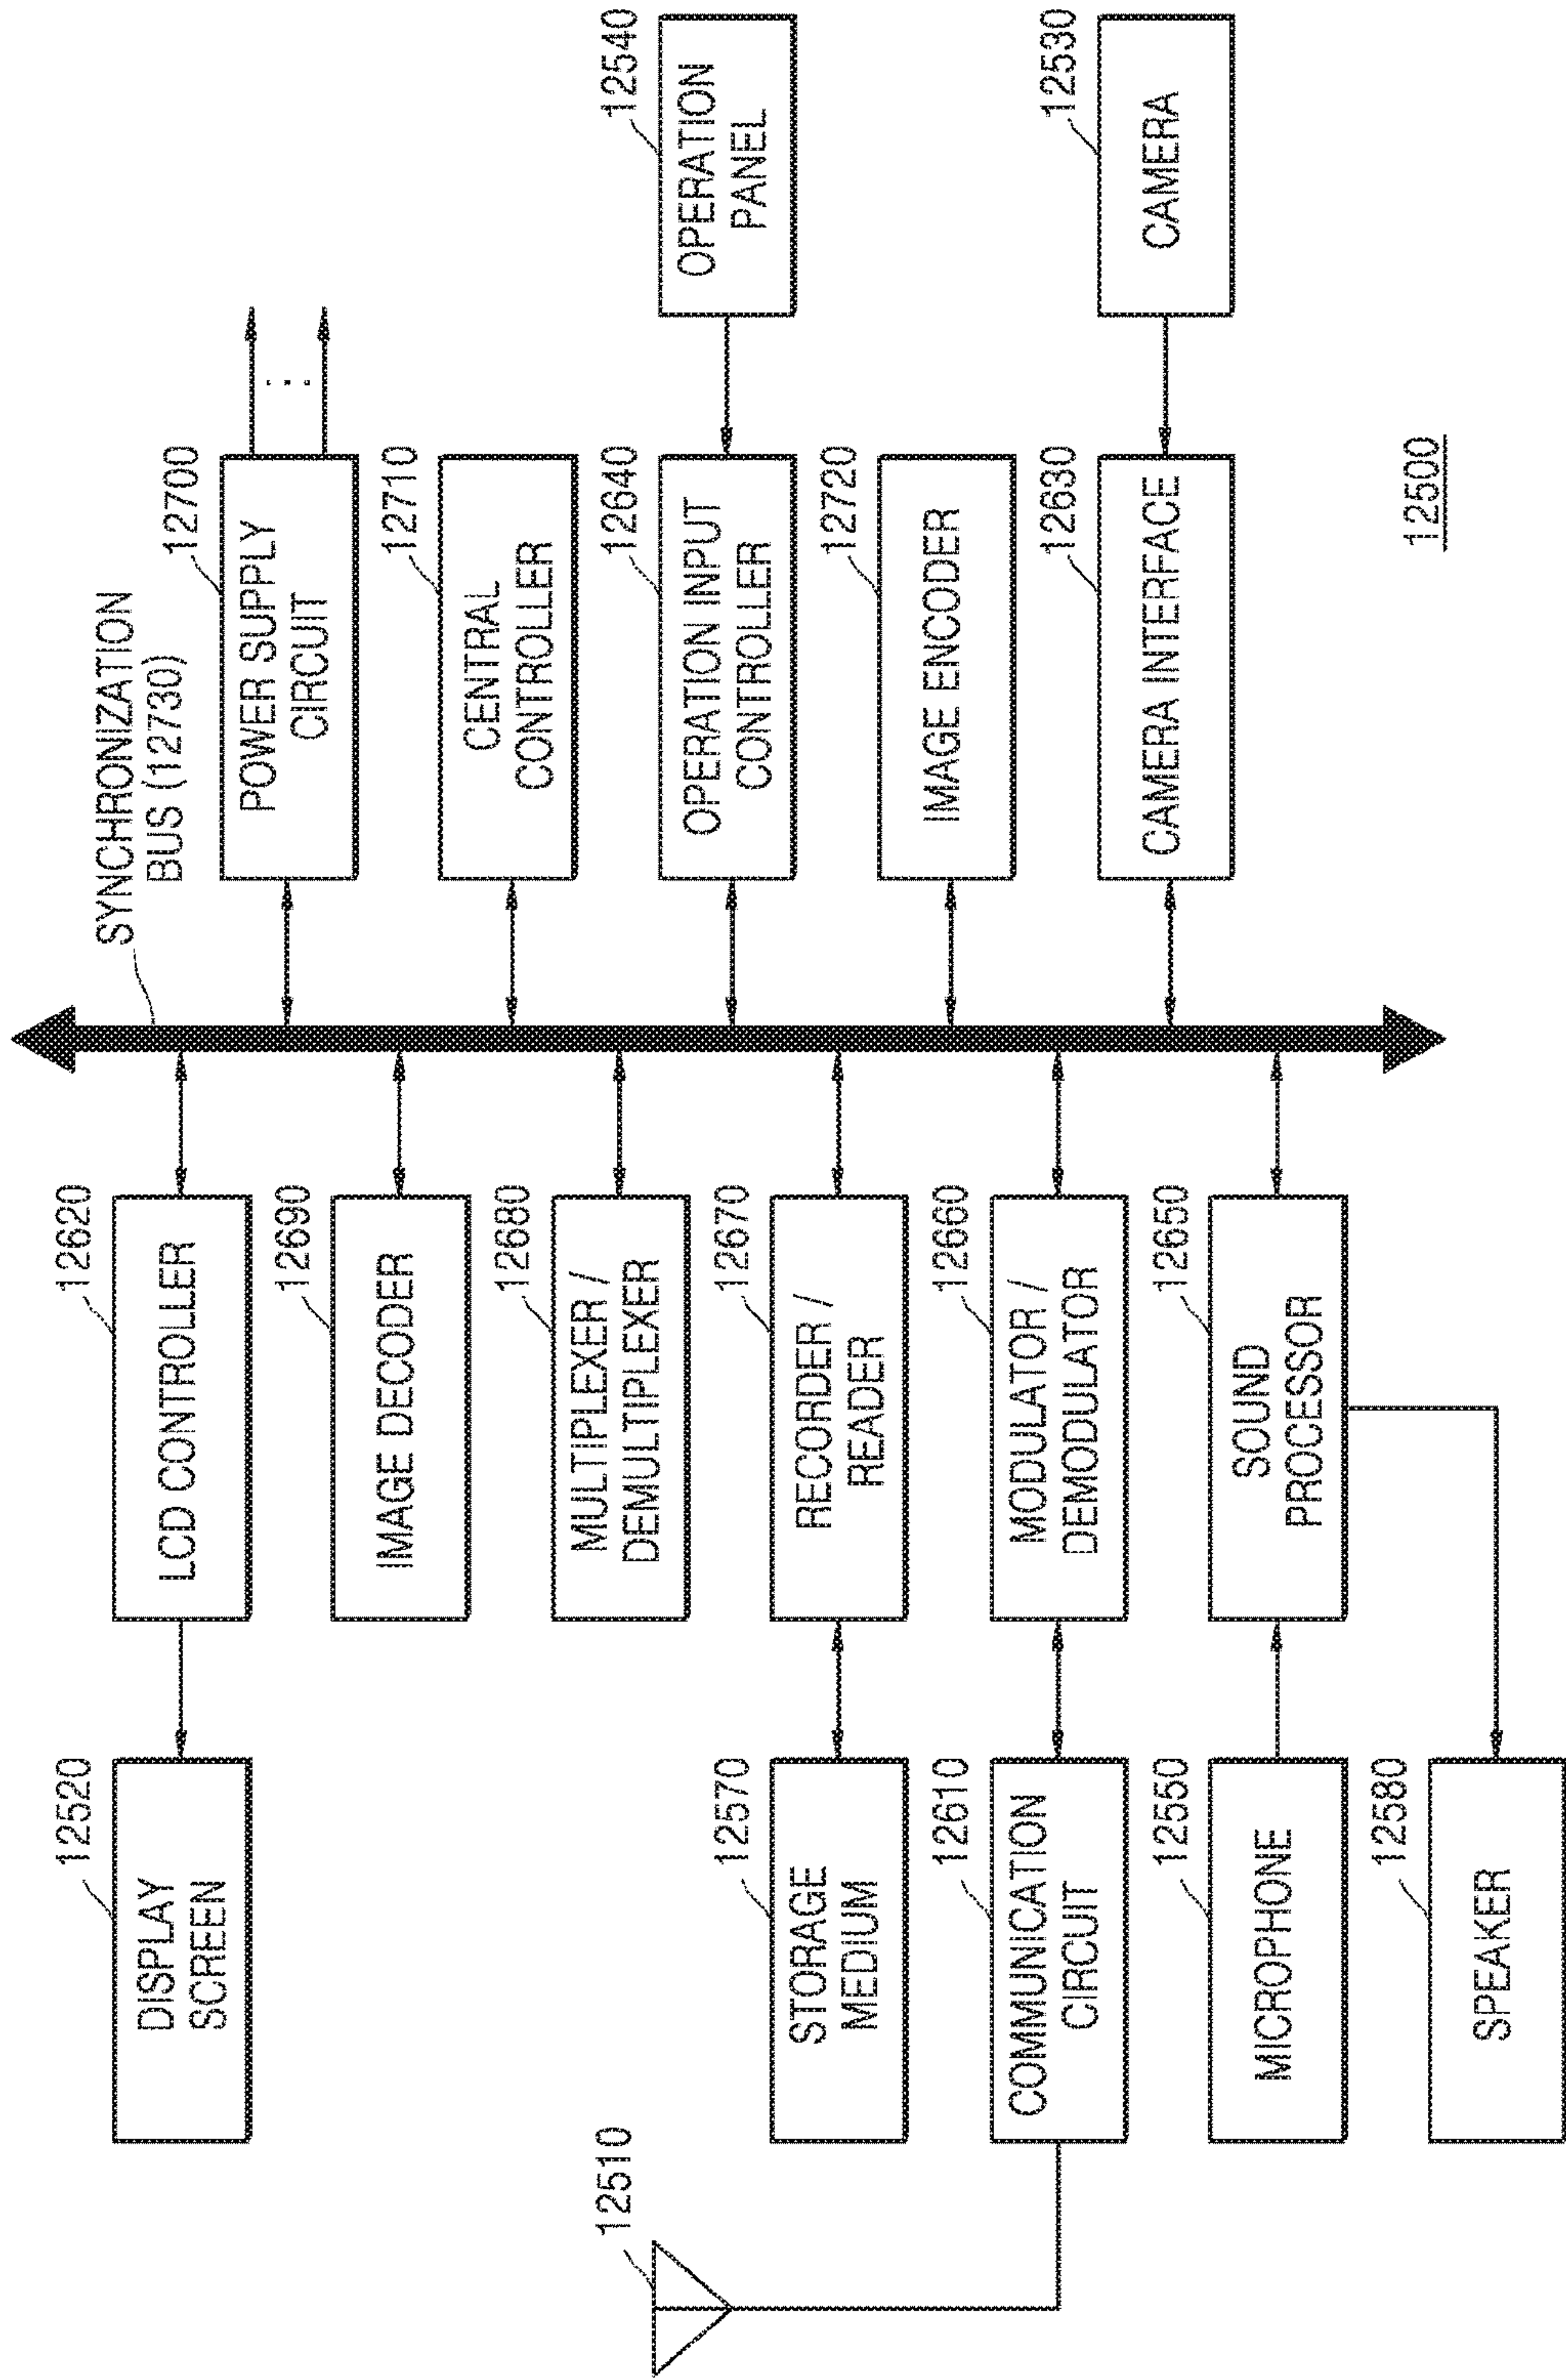 12510
12520
DISPLAY
SCREEN
12570
STORAGE
MEDIUM
12610
COMMUNICATION
CIRCUIT
12550
MICROPHONE
12580
SPEAKER
12620
LCD CONTROLLER
12690
IMAGE DECODER
12680
MULTIPLEXER /
DEMULTIPLEXER
12670
RECORDER /
READER
12660
MODULATOR /
DEMODULATOR
12650
SOUND
PROCESSOR
SYNCHRONIZATION
BUS (12730)
12700
POWER SUPPLY
CIRCUIT
12710
CENTRAL
CONTROLLER
12640
OPERATION INPUT
CONTROLLER
12720
IMAGE ENCODER
12630
CAMERA INTERFACE
12540
OPERATION
PANEL
12530
CAMERA
12500